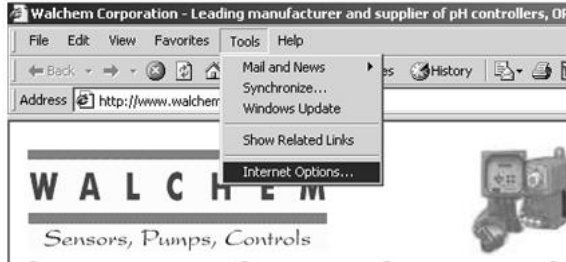 Walchem Corporation - Leading manufacturer and supplier of pH controllers,
File Edit View Favorites Tools Help
Back History
Address http://www.walchem
Mail and News
Synchronize...
Windows Update
Show Related Links
Internet Options...
WALCHEM
Sensors, Pumps, Controls